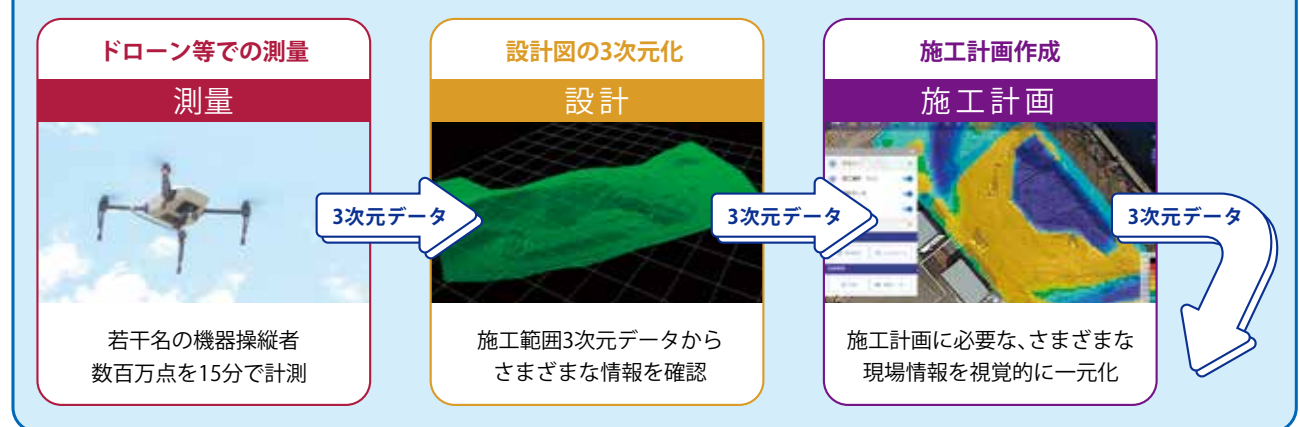 ドローン等での測量
測量
3次元データ
若干名の機器操縦者
数百万点を15分で計測
設計図の3次元化
設計
3次元データ
施工範囲3次元データから
さまざまな情報を確認
施工計画作成
施工計画
3次元データ
施工計画に必要な、さまざまな
現場情報を視覚的に一元化